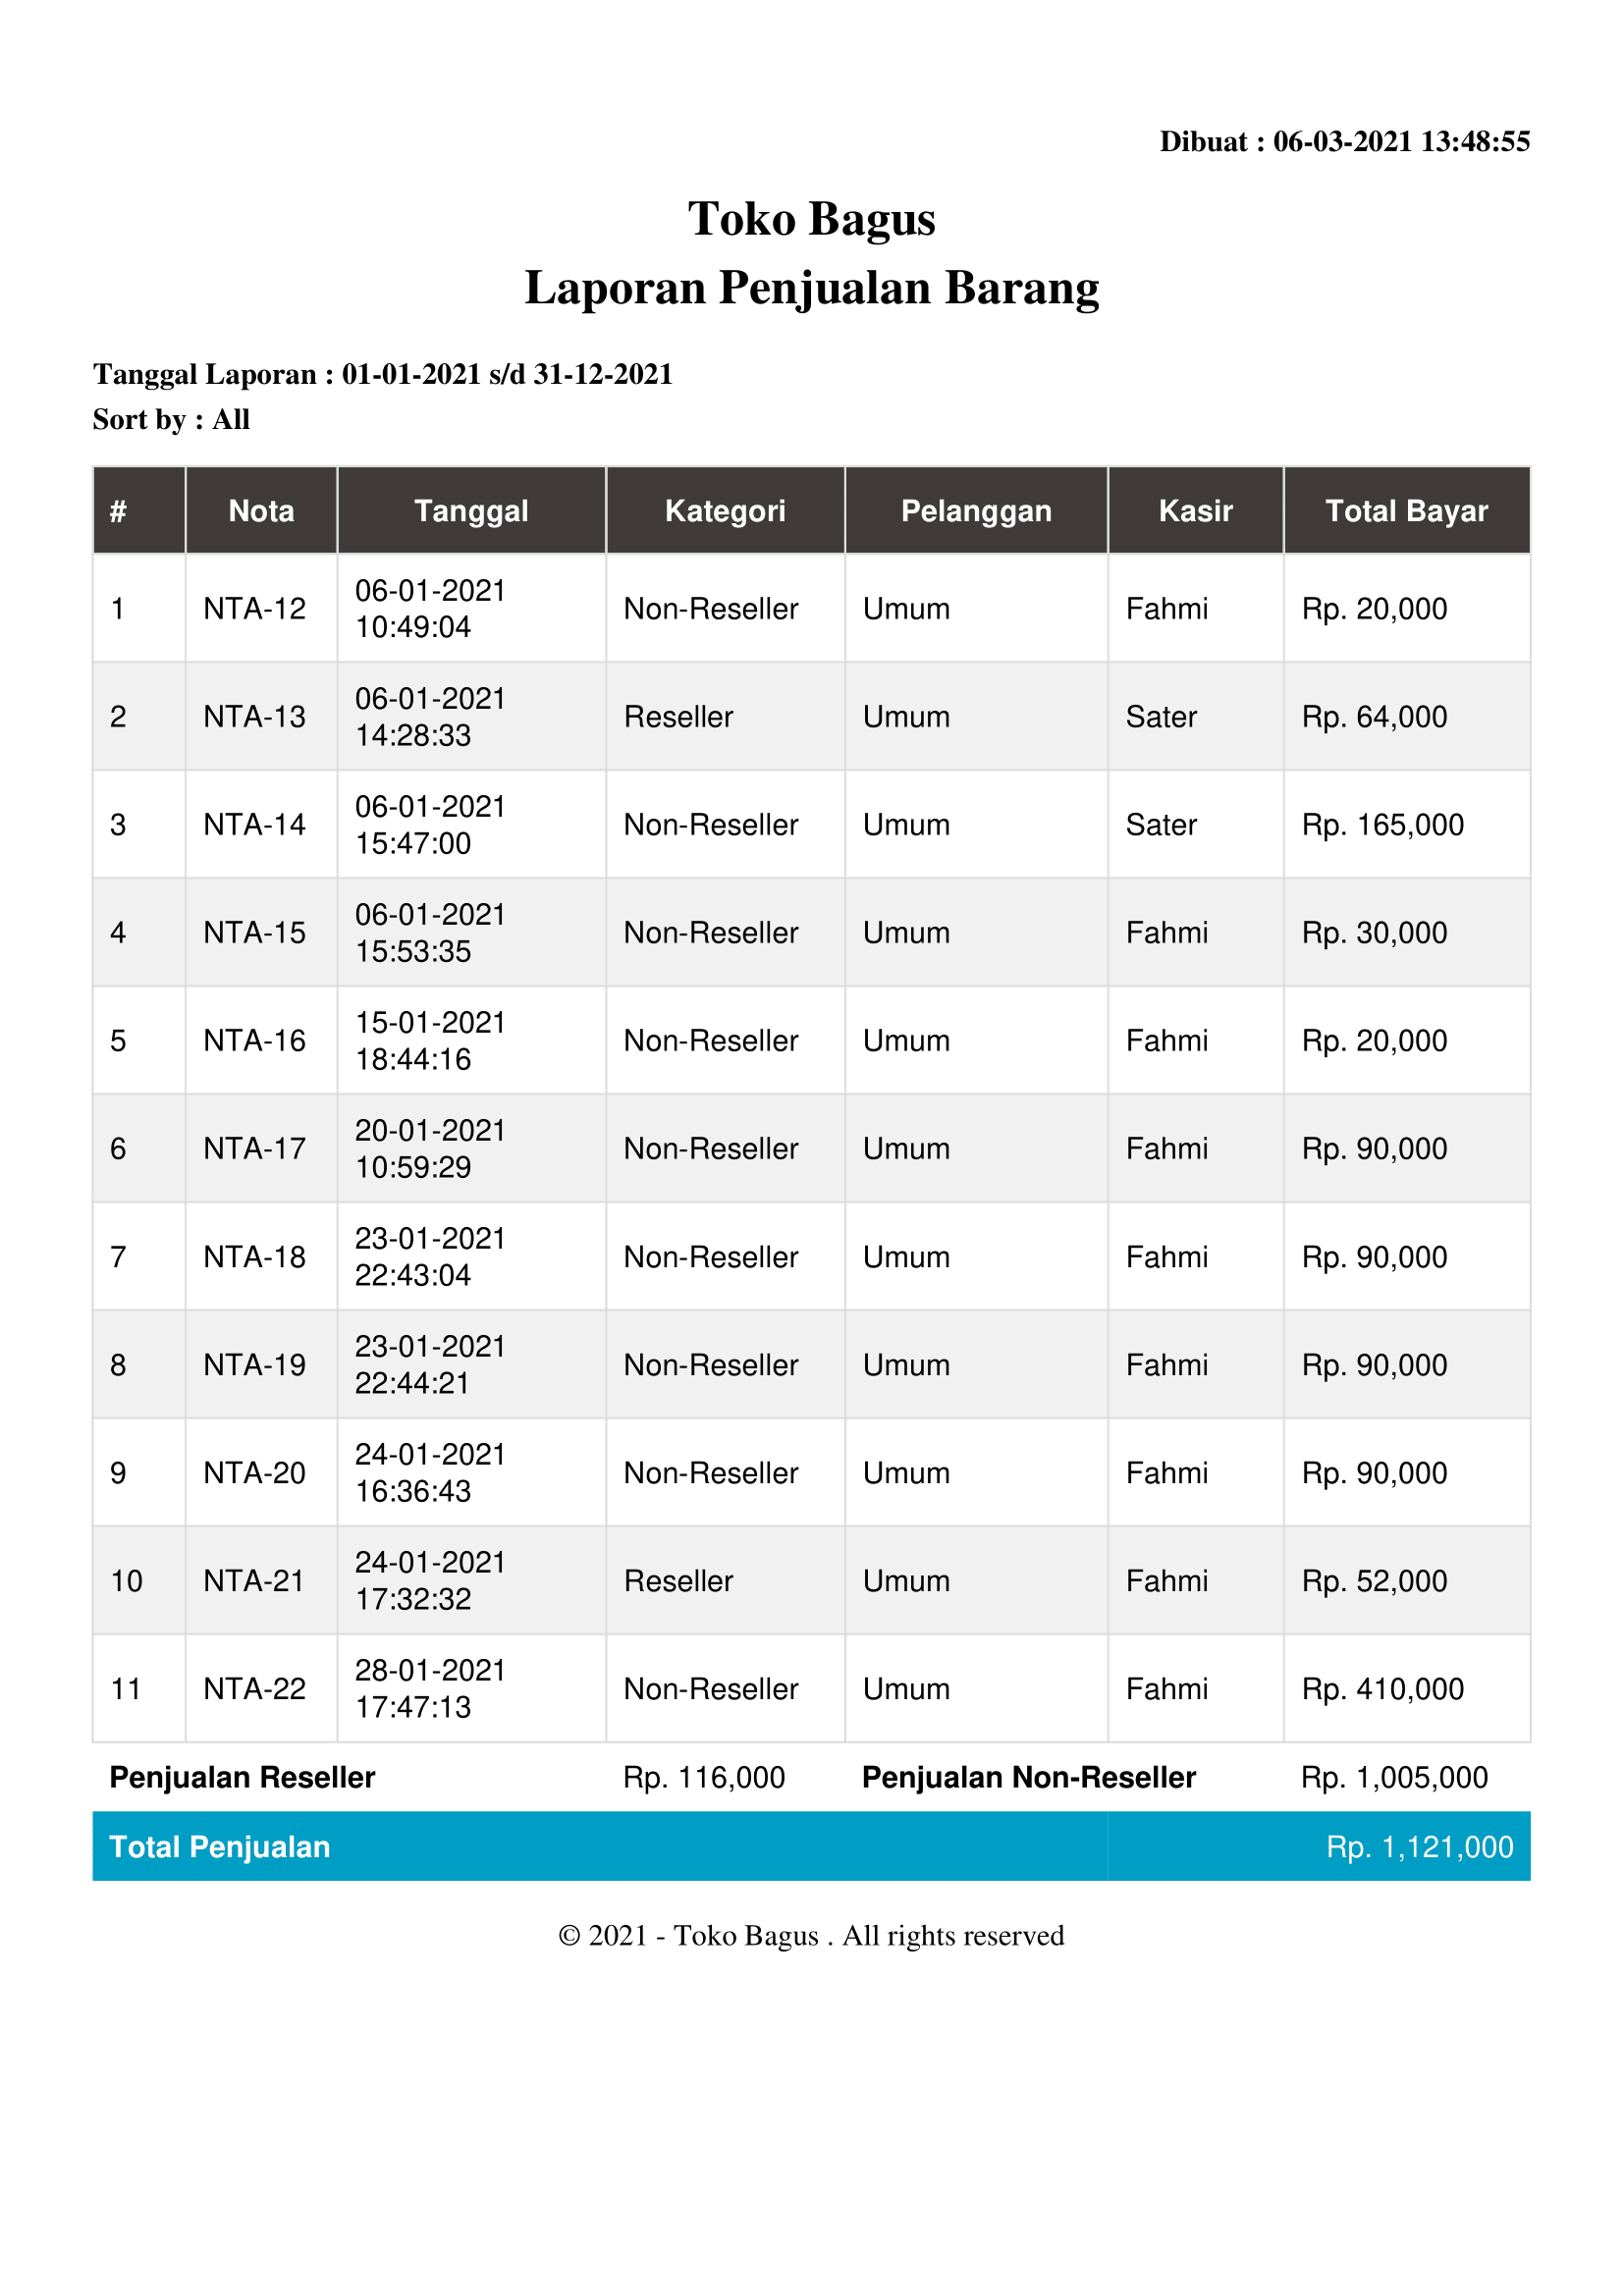 Dibuat : 06-03-2021 13:48:55
Toko Bagus
Laporan Penjualan Barang
Tanggal Laporan : 01-01-2021 s/d 31-12-2021
Sort by : All
# Nota Tanggal Kategori Pelanggan Kasir Total Bayar
1 NTA-12 06-01-2021 10:49:04 Non-Reseller Umum Fahmi Rp. 20,000
2 NTA-13 06-01-2021 14:28:33 Reseller Umum Sater Rp. 64,000
3 NTA-14 06-01-2021 15:47:00 Non-Reseller Umum Sater Rp. 165,000
4 NTA-15 06-01-2021 15:53:35 Non-Reseller Umum Fahmi Rp. 30,000
5 NTA-16 15-01-2021 18:44:16 Non-Reseller Umum Fahmi Rp. 20,000
6 NTA-17 20-01-2021 10:59:29 Non-Reseller Umum Fahmi Rp. 90,000
7 NTA-18 23-01-2021 22:43:04 Non-Reseller Umum Fahmi Rp. 90,000
8 NTA-19 23-01-2021 22:44:21 Non-Reseller Umum Fahmi Rp. 90,000
9 NTA-20 24-01-2021 16:36:43 Non-Reseller Umum Fahmi Rp. 90,000
10 NTA-21 24-01-2021 17:32:32 Reseller Umum Fahmi Rp. 52,000
11 NTA-22 28-01-2021 17:47:13 Non-Reseller Umum Fahmi Rp. 410,000
Penjualan Reseller Rp. 116,000 Penjualan Non-Reseller Rp. 1,005,000
Total Penjualan Rp. 1,121,000
© 2021 - Toko Bagus . All rights reserved